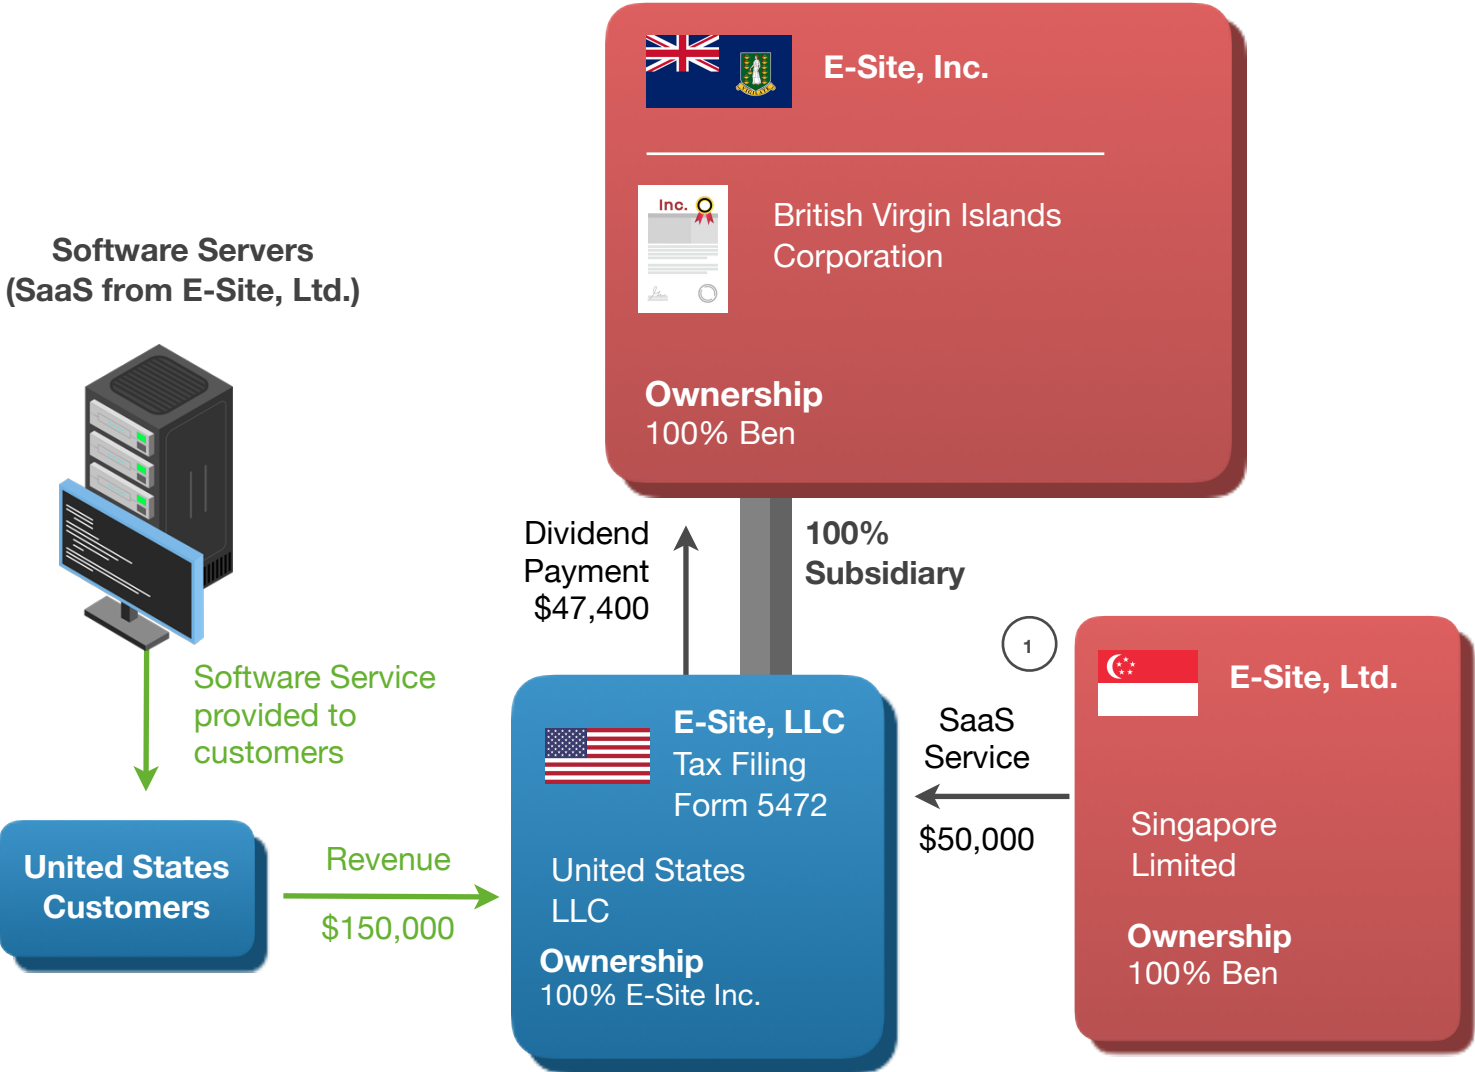 E-Site, Inc.
Inc.
British Virgin Islands
Corporation
Ownership
100% Ben
Software Servers
(SaaS from E-Site, Ltd.)
Dividend
Payment
$47,400
100%
Subsidiary
Software Service
provided to
customers
United States
Customers
Revenue
$150,000
E-Site, LLC
Tax Filing
Form 5472
United States
LLC
Ownership
100% E-Site Inc.
1
SaaS
Service
$50,000
E-Site, Ltd.
Singapore
Limited
Ownership
100% Ben